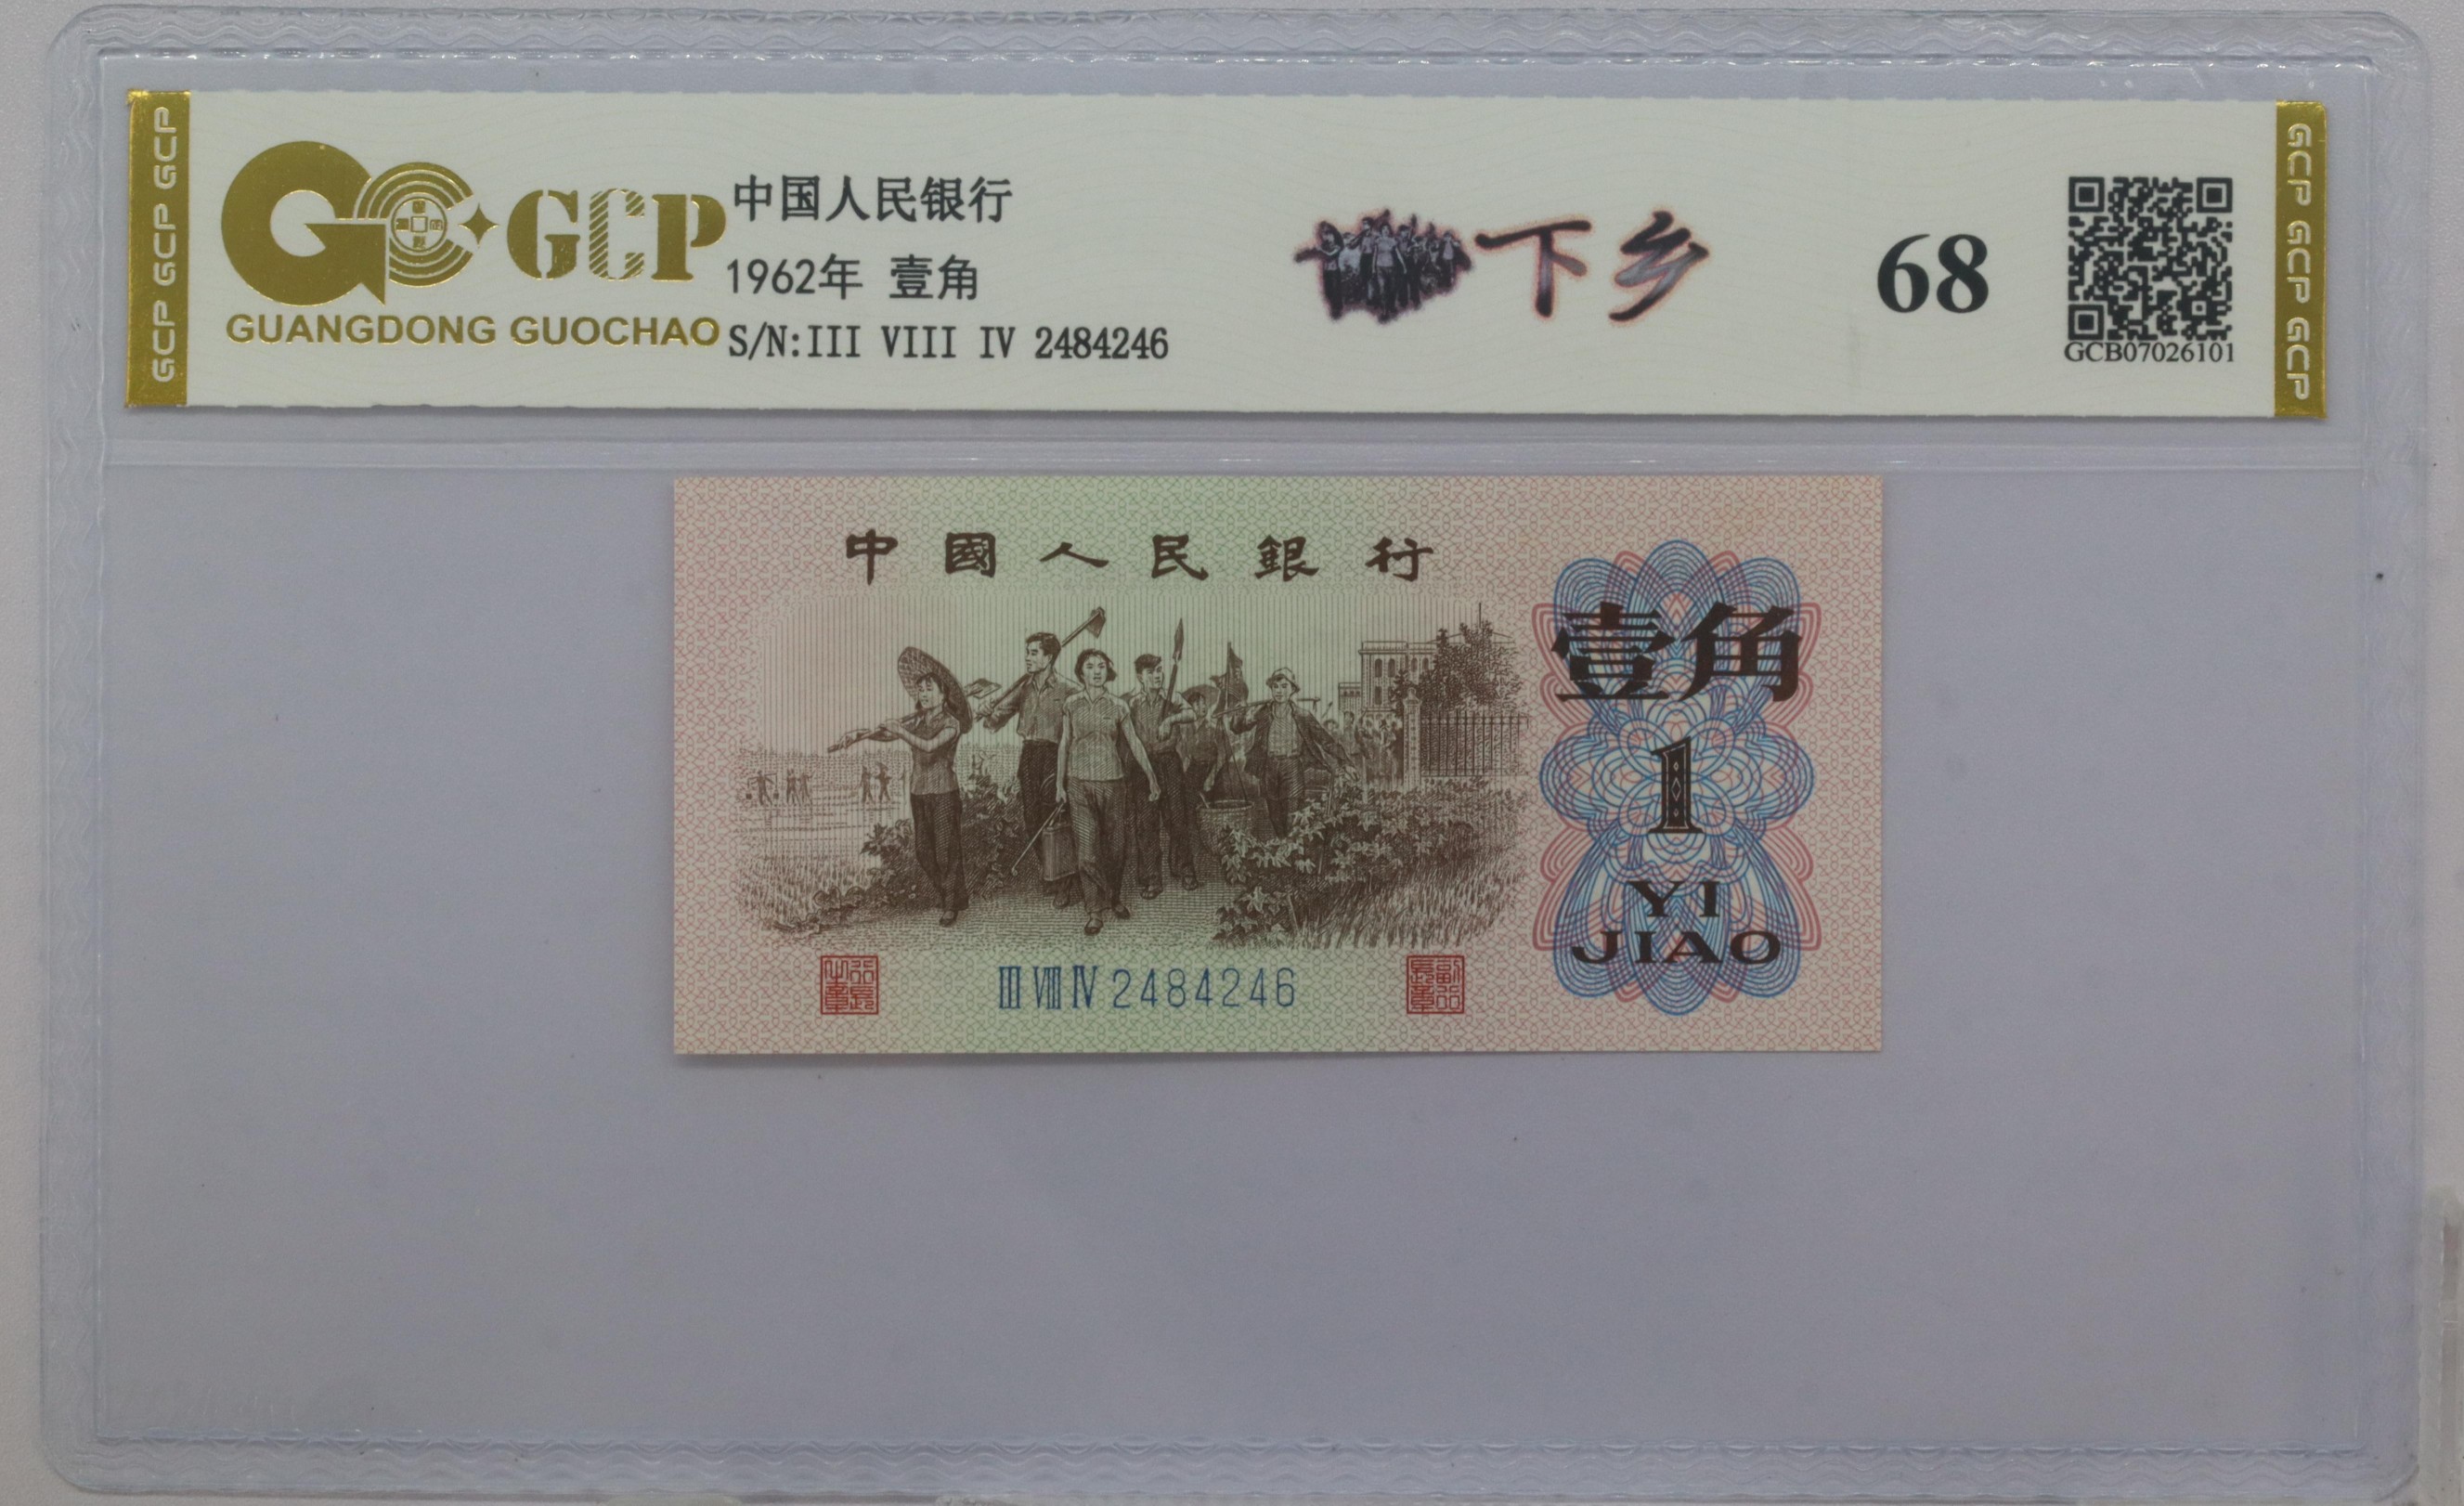 GCP GCP GCP
GCP
GUANGDONG GUOCHAO
中国人民银行
1962年 壹角
S/N:III VIII IV 2484246
下乡
68
GCB07026101
GCP GCP GCP
中國人民銀行
壹角
1
YI
JIAO
III VIII IV 2484246